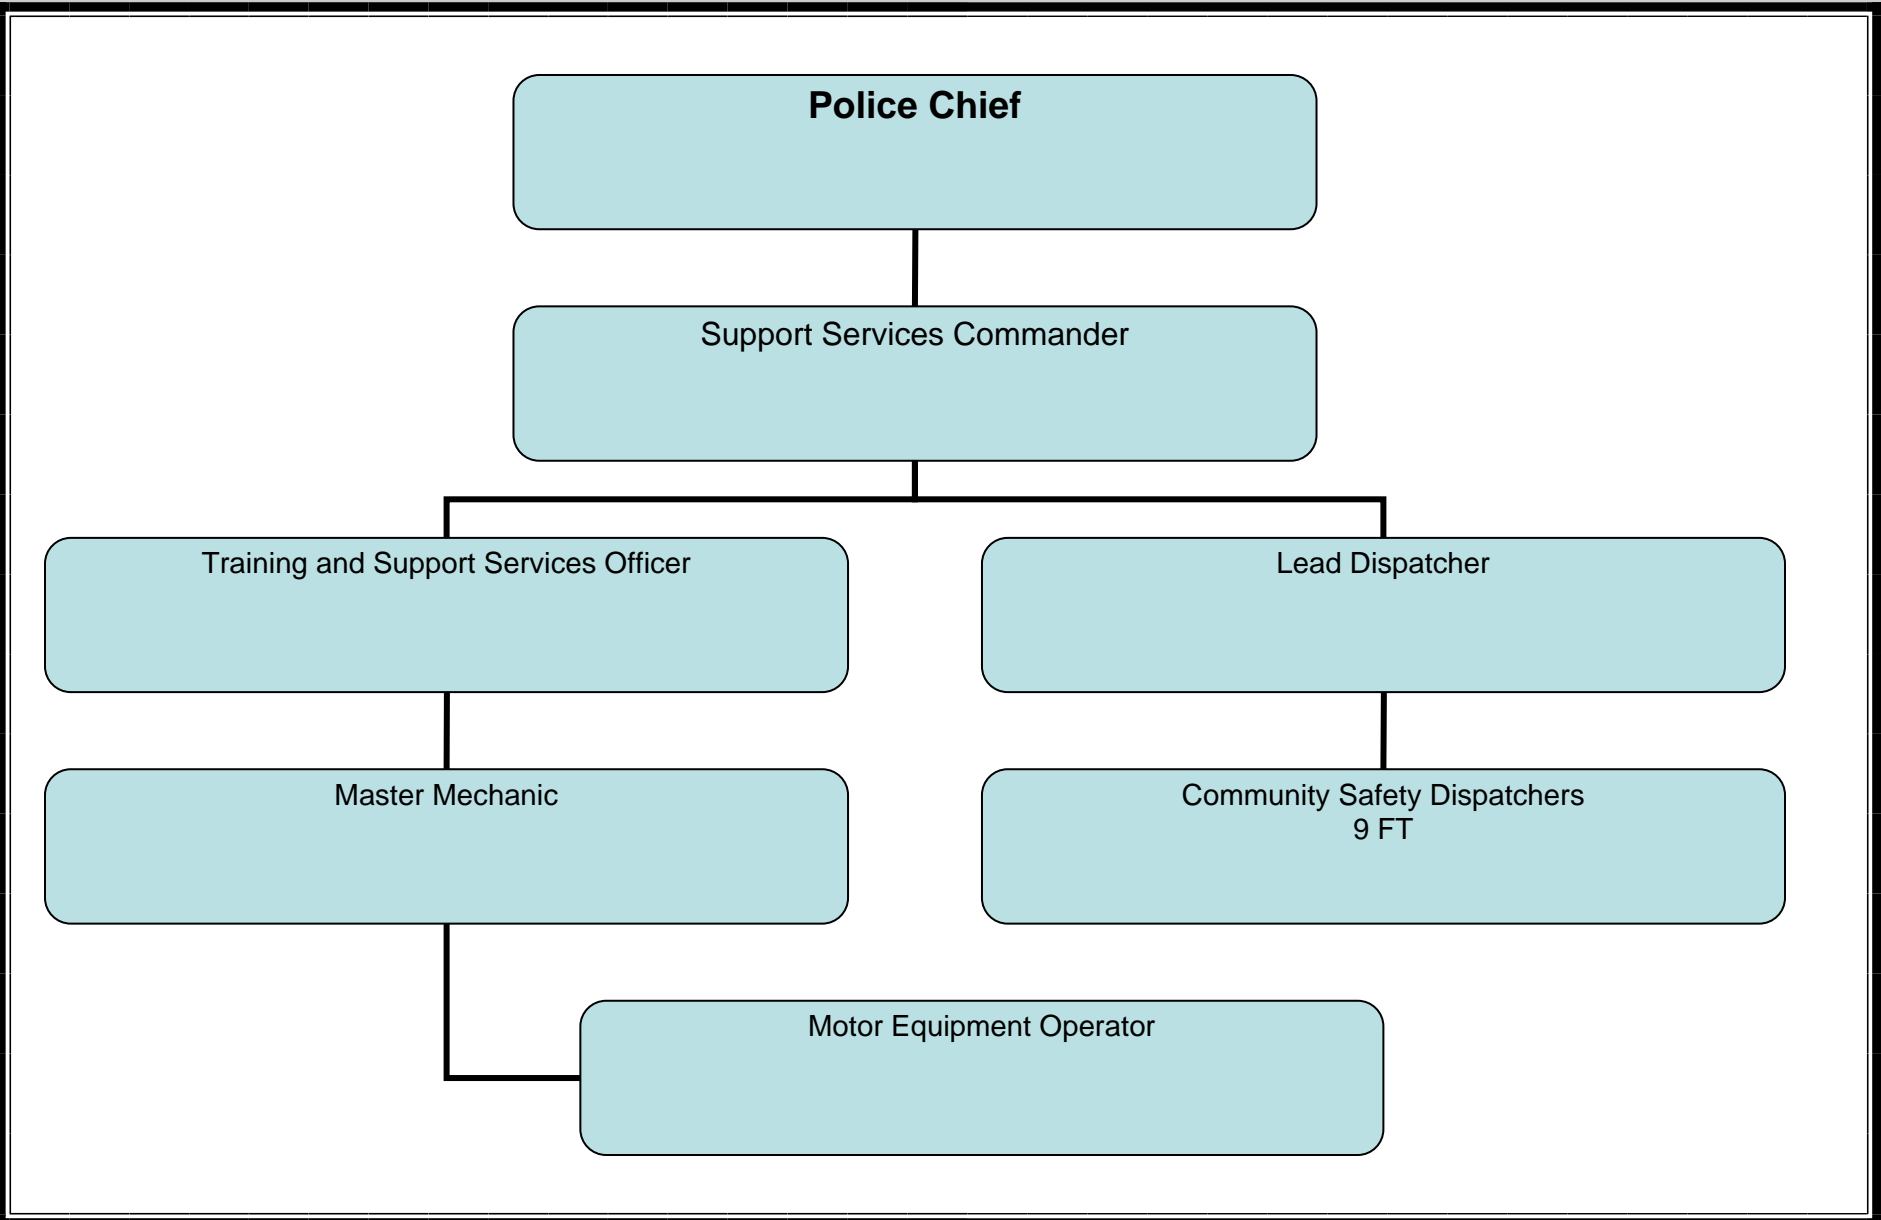 Police Chief
Support Services Commander
Training and Support Services Officer
Lead Dispatcher
Master Mechanic
Community Safety Dispatchers
9 FT
Motor Equipment Operator